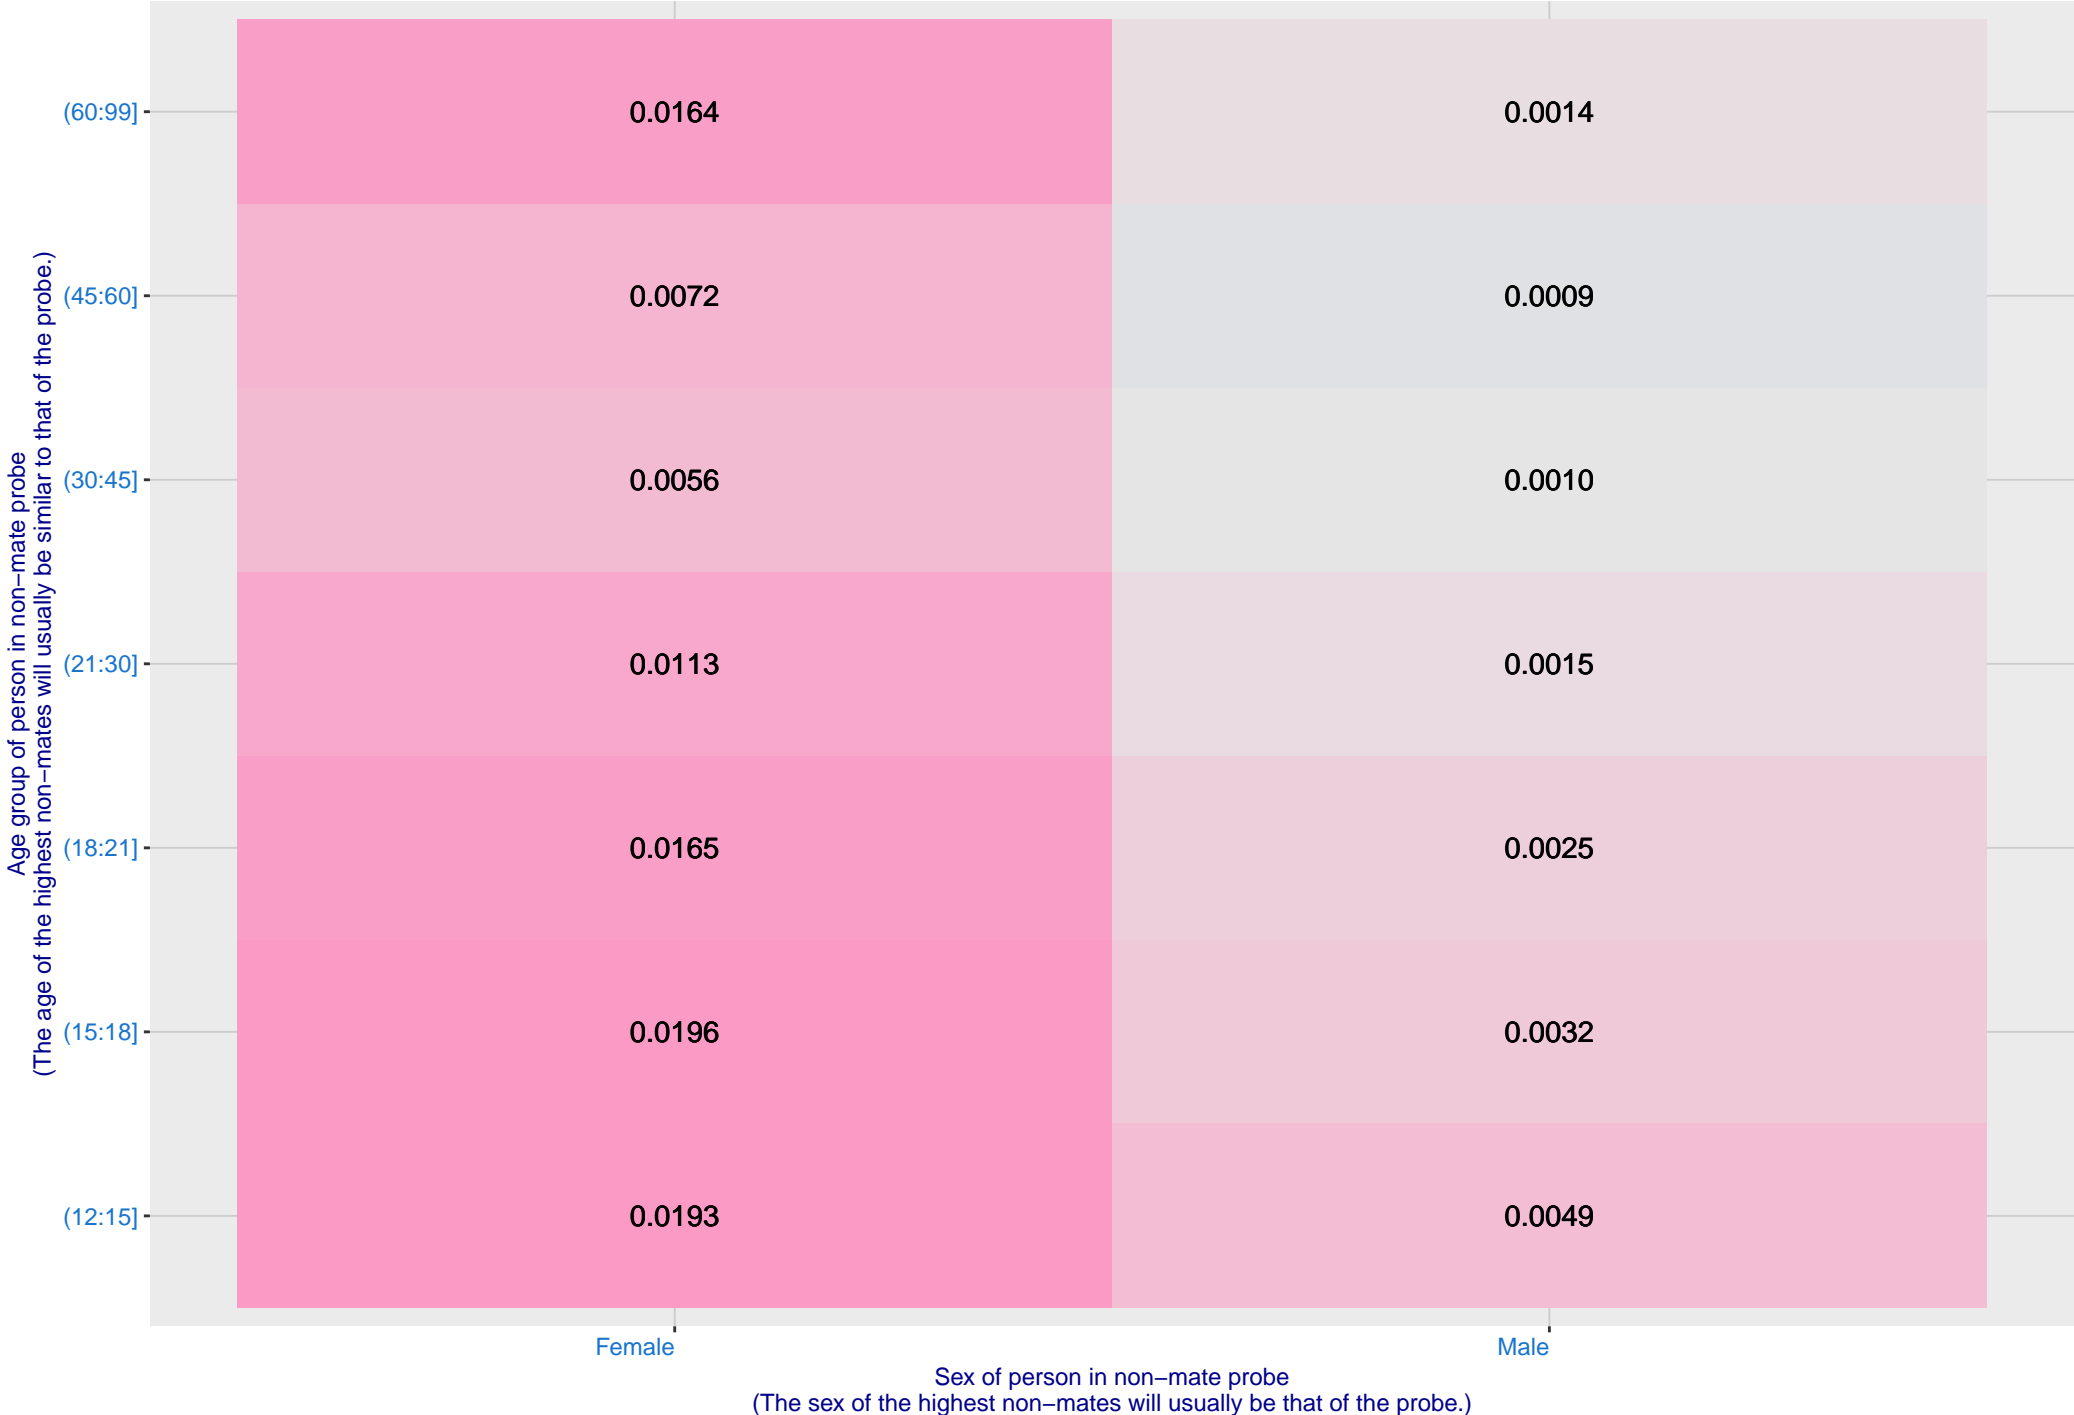 Age group of person in non−mate probe
(The age of the highest non−mates will usually be similar to that of the probe.)
(60:99] 0.0164 0.0014
(45:60] 0.0072 0.0009
(30:45] 0.0056 0.0010
(21:30] 0.0113 0.0015
(18:21] 0.0165 0.0025
(15:18] 0.0196 0.0032
(12:15] 0.0193 0.0049
Female Male
Sex of person in non−mate probe
(The sex of the highest non−mates will usually be that of the probe.)